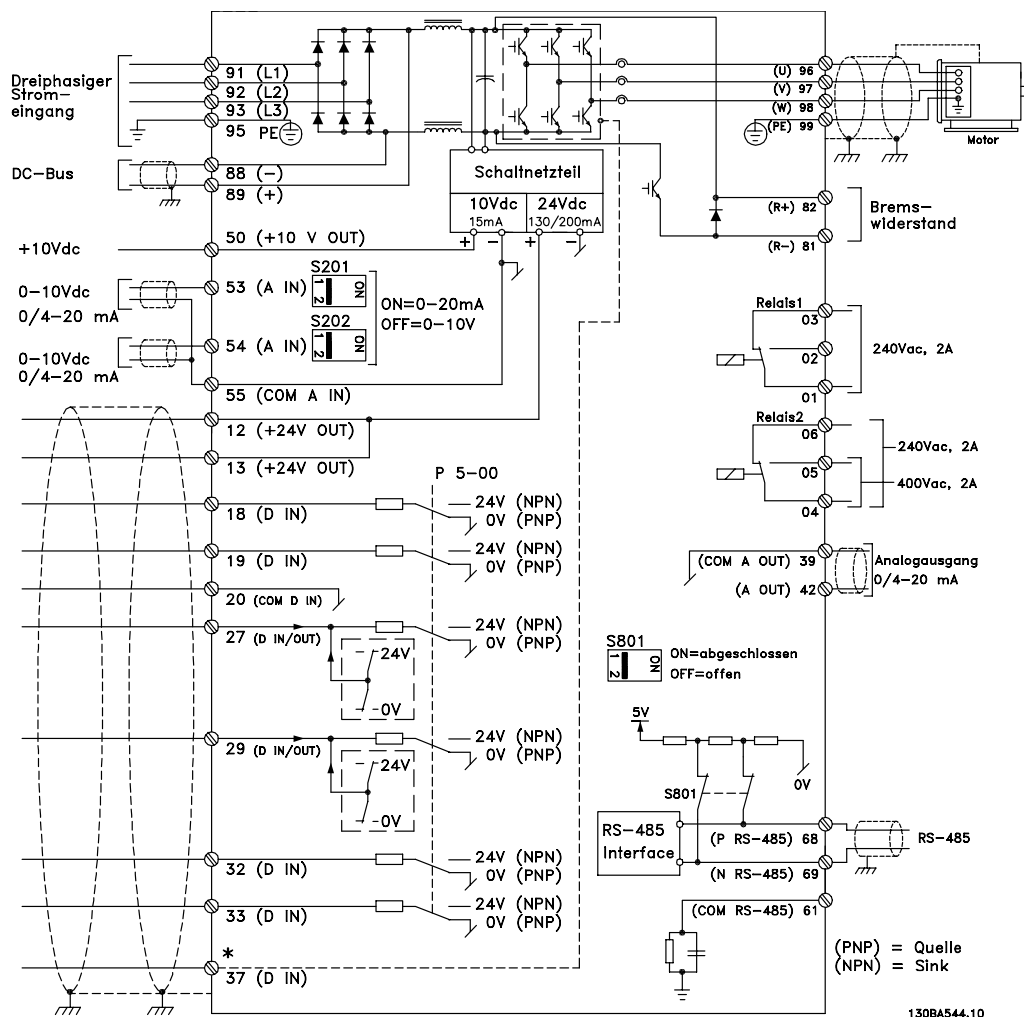 Dreiphasiger
Strom-
eingang
91 (L1)
92 (L2)
93 (L3)
95 PE
DC-Bus
88 (-)
89 (+)
+10Vdc
50 (+10 V OUT)
0-10Vdc
0/4-20 mA
53 (A IN)
S201
1 2 ON
ON=0-20mA
OFF=0-10V
S202
1 2 ON
0-10Vdc
0/4-20 mA
54 (A IN)
55 (COM A IN)
12 (+24V OUT)
13 (+24V OUT)
Schaltnetzteil
10Vdc
15mA
24Vdc
130/200mA
+ - + -
P 5-00
18 (D IN)
24V (NPN)
0V (PNP)
19 (D IN)
24V (NPN)
0V (PNP)
20 (COM D IN)
27 (D IN/OUT)
24V (NPN)
0V (PNP)
24V
0V
29 (D IN/OUT)
24V (NPN)
0V (PNP)
24V
0V
32 (D IN)
24V (NPN)
0V (PNP)
33 (D IN)
24V (NPN)
0V (PNP)
*
37 (D IN)
(U) 96
(V) 97
(W) 98
(PE) 99
Motor
(R+) 82
Brems-
widerstand
(R-) 81
Relais1
03
02
01
240Vac, 2A
Relais2
06
05
04
240Vac, 2A
400Vac, 2A
(COM A OUT) 39
(A OUT) 42
Analogausgang
0/4-20 mA
S801
1 2 ON
ON=abgeschlossen
OFF=offen
5V
0V
S801
RS-485
Interface
(P RS-485) 68
(N RS-485) 69
RS-485
(COM RS-485) 61
(PNP) = Quelle
(NPN) = Sink
130BA544.10